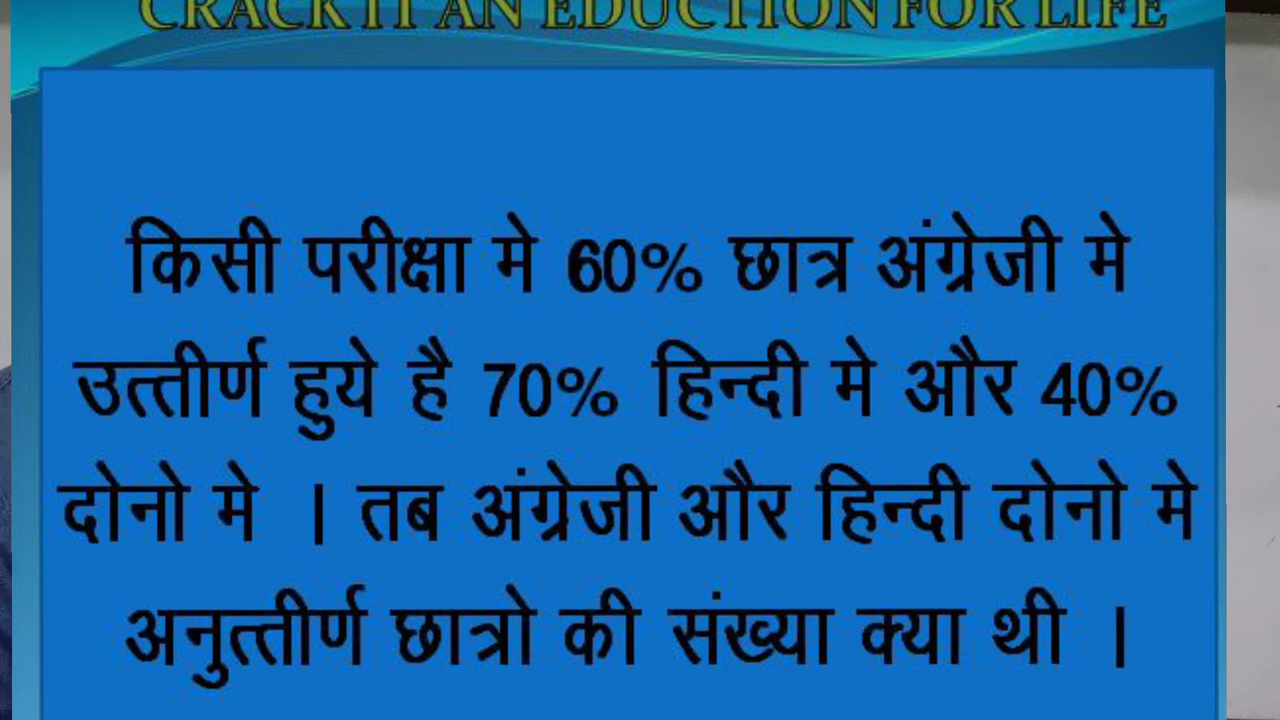 CRACK IT AN EDUCTION FOR LIFE
किसी परीक्षा मे 60% छात्र अंग्रेजी मे
उत्तीर्ण हुये है 70% हिन्दी मे और 40%
दोनो मे । तब अंग्रेजी और हिन्दी दोनो मे
अनुत्तीर्ण छात्रो की संख्या क्या थी ।